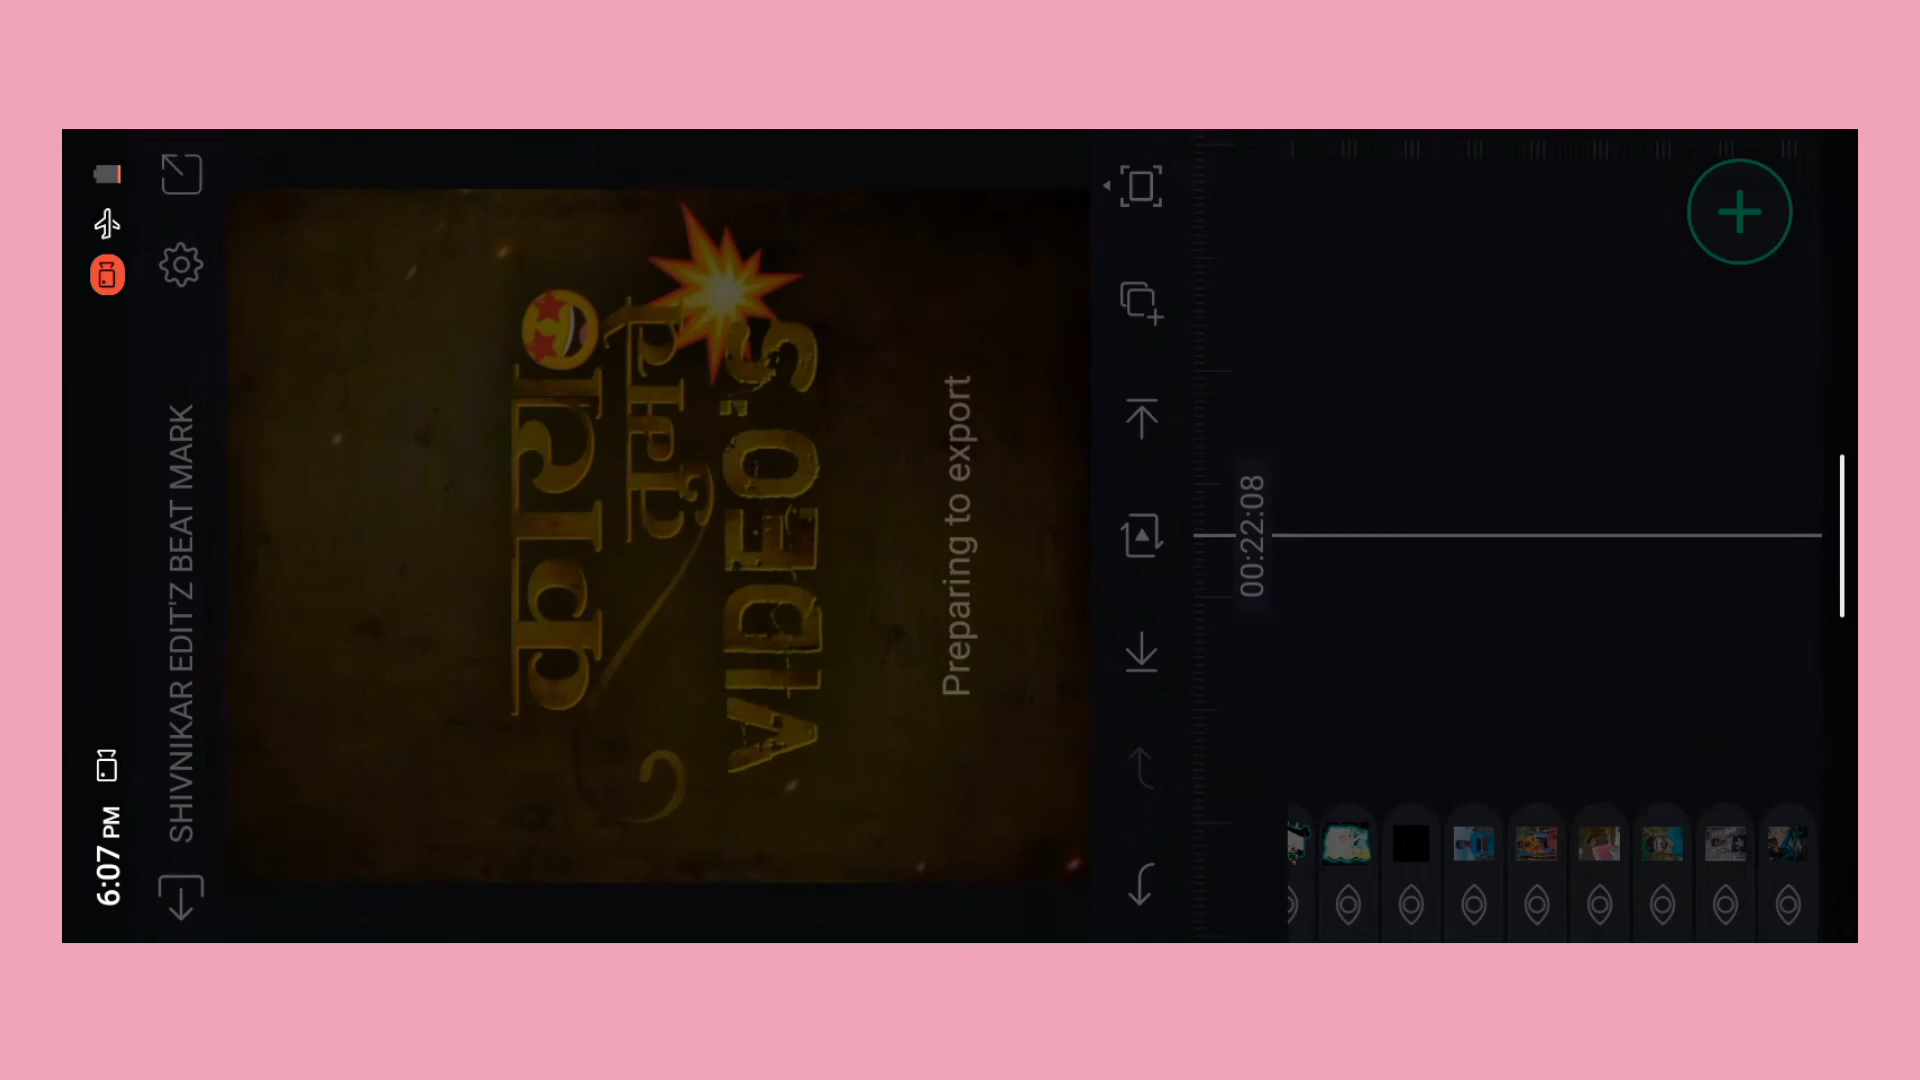 6:07 PM
SHIVNIKAR EDIT'Z BEAT MARK
VIDEO'S
Preparing to export
00:22:08